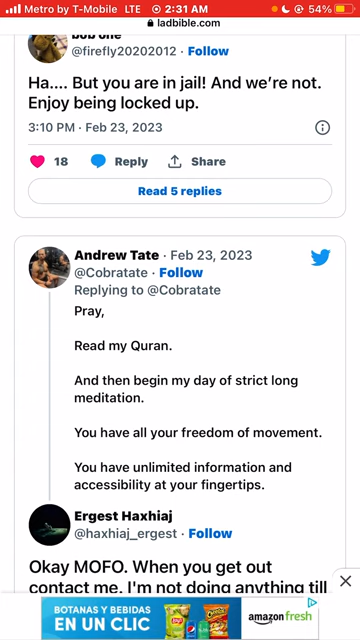 Metro by T-Mobile LTE 2:31 AM 54%
ladbible.com
bob one
@firefly20202012 · Follow
Ha.... But you are in jail! And we're not.
Enjoy being locked up.
3:10 PM · Feb 23, 2023
18 Reply Share
Read 5 replies
Andrew Tate · Feb 23, 2023
@Cobratate · Follow
Replying to @Cobratate
Pray,
Read my Quran.
And then begin my day of strict long
meditation.
You have all your freedom of movement.
You have unlimited information and
accessibility at your fingertips.
Ergest Haxhiaj
@haxhiaj_ergest · Follow
Okay MOFO. When you get out
contact me. I'm not doing anything till
BOTANAS Y BEBIDAS
EN UN CLIC
Lay's
Cheetos
amazon fresh